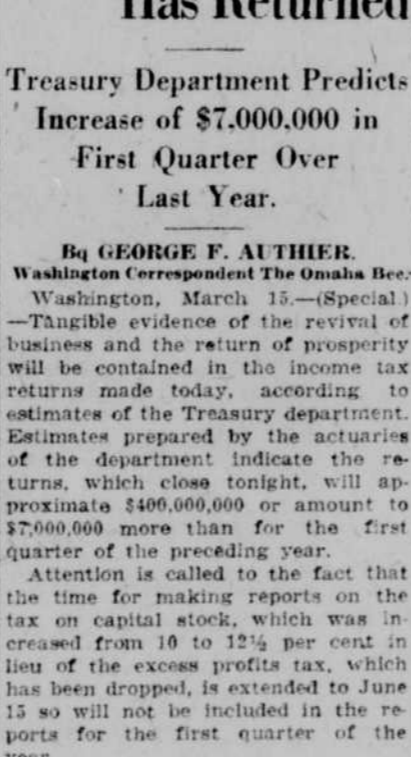 Has Returned
Treasury Department Predicts
Increase of $7,000,000 in
First Quarter Over
Last Year.
By GEORGE F. AUTHIER.
Washington Correspondent The Omaha Bee.
Washington, March 15.—(Special.)
—Tangible evidence of the revival of
business and the return of prosperity
will be contained in the income tax
returns made today, according to
estimates of the Treasury department.
Estimates prepared by the actuaries
of the department indicate the re-
turns, which close tonight, will ap-
proximate $400,000,000 or amount to
$7,000,000 more than for the first
quarter of the preceding year.
Attention is called to the fact that
the time for making reports on the
tax on capital stock, which was in-
creased from 10 to 12½ per cent in
lieu of the excess profits tax, which
has been dropped, is extended to June
15 so will not be included in the re-
ports for the first quarter of the
year